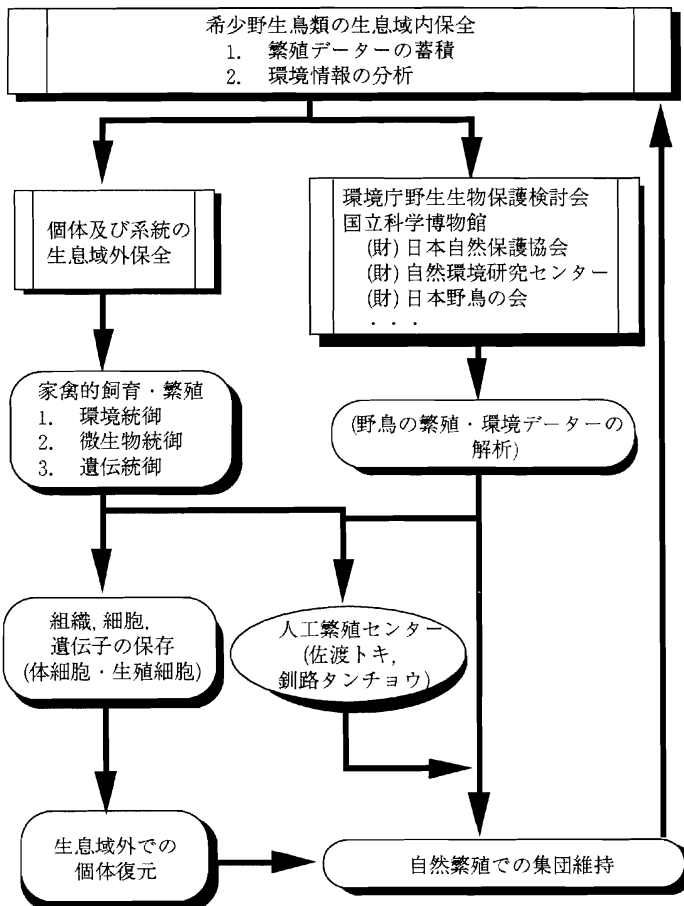 希少野生鳥類の生息域内保全
1. 繁殖データーの蓄積
2. 環境情報の分析
個体及び系統の
生息域外保全
環境庁野生生物保護検討会
国立科学博物館
(財) 日本自然保護協会
(財) 自然環境研究センター
(財) 日本野鳥の会
・・・
家禽的飼育・繁殖
1. 環境統御
2. 微生物統御
3. 遺伝統御
(野鳥の繁殖・環境データーの
解析)
組織, 細胞,
遺伝子の保存
(体細胞・生殖細胞)
人工繁殖センター
(佐渡トキ,
釧路タンチョウ)
生息域外での
個体復元
自然繁殖での集団維持